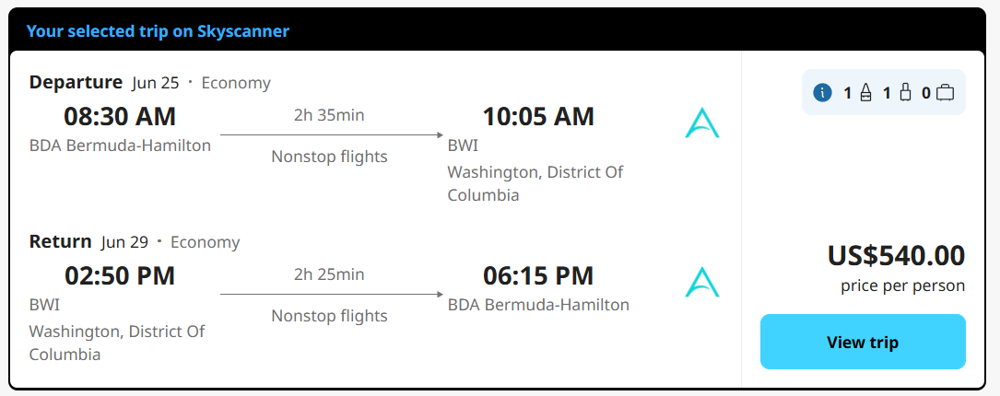 Your selected trip on Skyscanner
Departure Jun 25 · Economy
08:30 AM
BDA Bermuda-Hamilton
2h 35min
Nonstop flights
10:05 AM
BWI
Washington, District Of
Columbia
Return Jun 29 · Economy
02:50 PM
BWI
Washington, District Of
Columbia
2h 25min
Nonstop flights
06:15 PM
BDA Bermuda-Hamilton
i 1 1 0
US$540.00
price per person
View trip